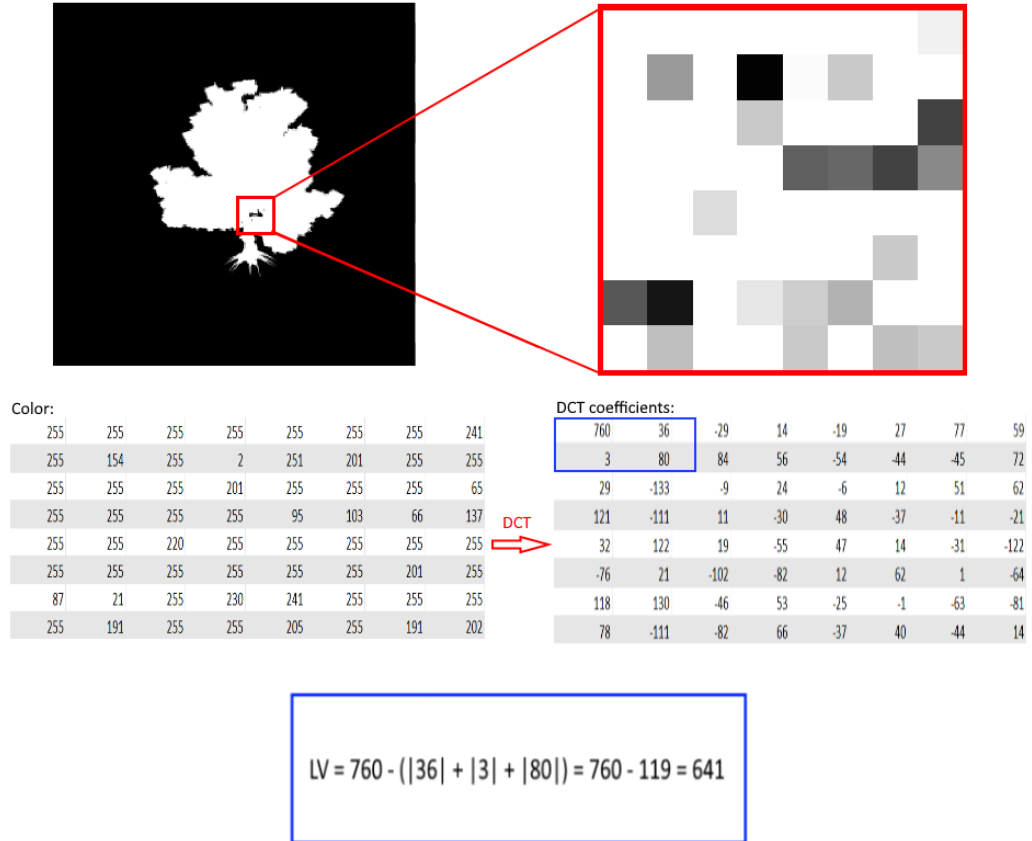 Color:
255 255 255 255 255 255 255 241
255 154 255 2 251 201 255 255
255 255 255 201 255 255 255 65
255 255 255 255 95 103 66 137
255 255 220 255 255 255 255 255
255 255 255 255 255 255 201 255
87 21 255 230 241 255 255 255
255 191 255 255 205 255 191 202
DCT
DCT coefficients:
760 36 -29 14 -19 27 77 59
3 80 84 56 -54 -44 -45 72
29 -133 -9 24 -6 12 51 62
121 -111 11 -30 48 -37 -11 -21
32 122 19 -55 47 14 -31 -122
-76 21 -102 -82 12 62 1 -64
118 130 -46 53 -25 -1 -63 -81
78 -111 -82 66 -37 40 -44 14
LV = 760 - (|36| + |3| + |80|) = 760 - 119 = 641